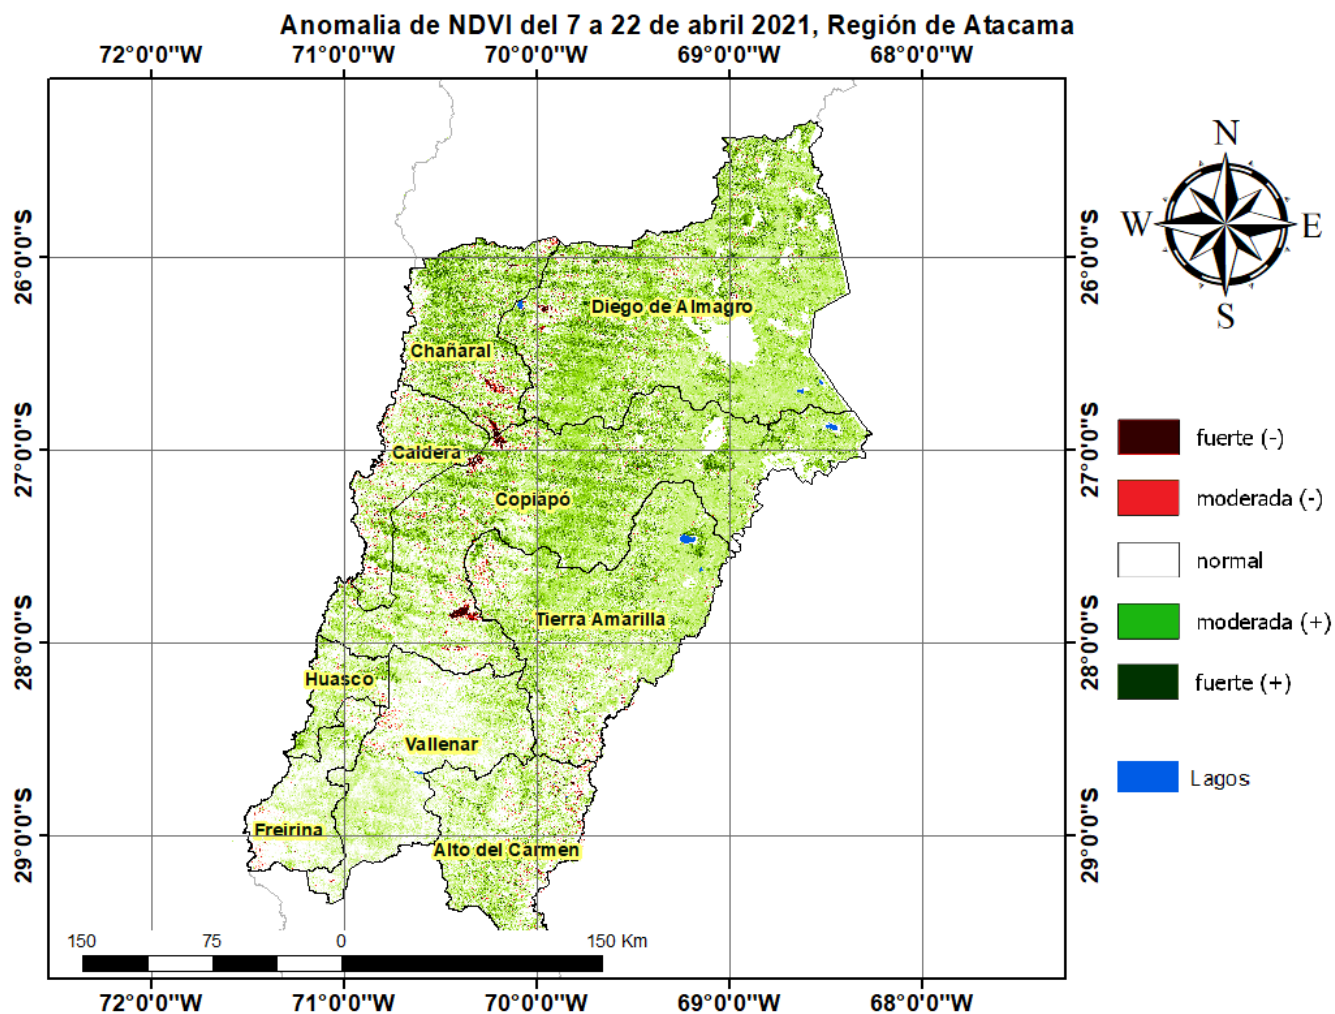 Anomalia de NDVI del 7 a 22 de abril 2021, Región de Atacama
72°0'0"W 71°0'0"W 70°0'0"W 69°0'0"W 68°0'0"W
N
W E
S
26°0'0"S 26°0'0"S
Diego de Almagro
Chañaral
27°0'0"S 27°0'0"S
Caldera
Copiapó
fuerte (-)
moderada (-)
normal
moderada (+)
fuerte (+)
Lagos
28°0'0"S 28°0'0"S
Tierra Amarilla
Huasco
Vallenar
29°0'0"S 29°0'0"S
Freirina
Alto del Carmen
150 75 0 150 Km
72°0'0"W 71°0'0"W 70°0'0"W 69°0'0"W 68°0'0"W